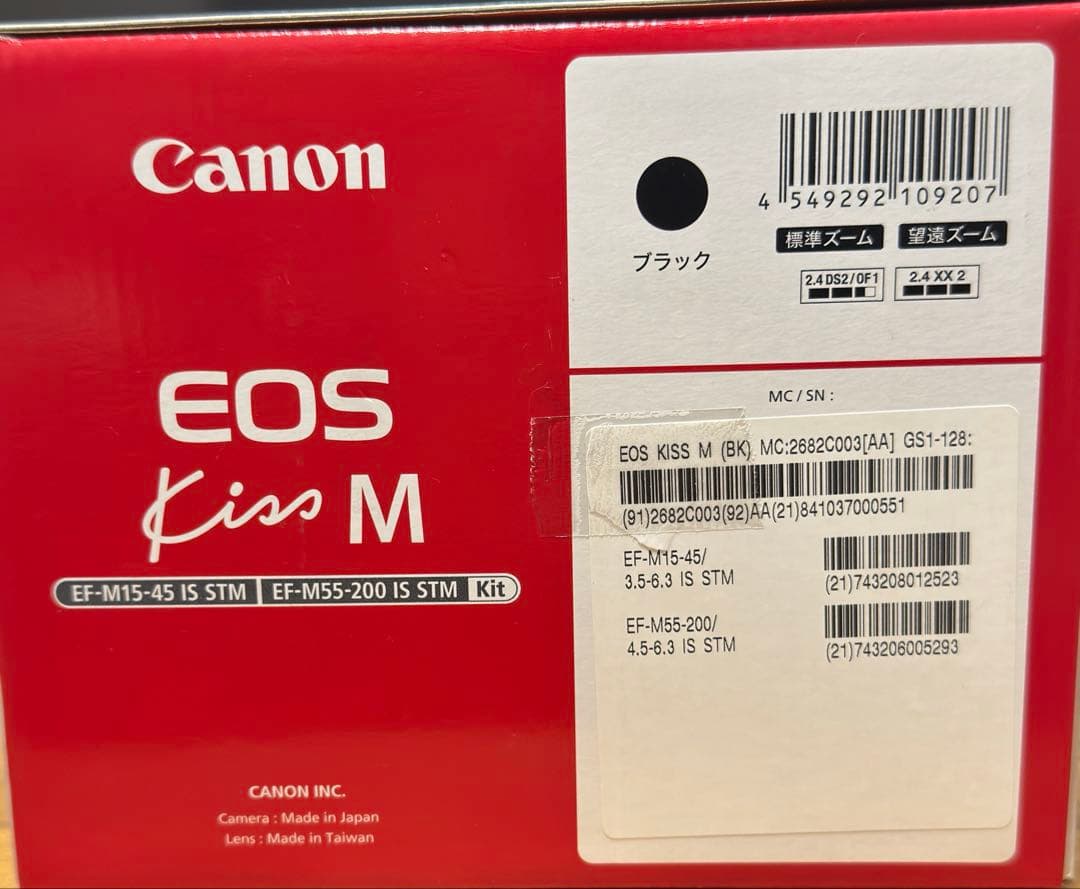 Canon
EOS
Kiss M
EF-M15-45 IS STM | EF-M55-200 IS STM Kit
CANON INC.
Camera : Made in Japan
Lens : Made in Taiwan
ブラック
4 549292 109207
標準ズーム 望遠ズーム
2.4 DS2/0F1 2.4 XX 2
MC / SN :
EOS KISS M (BK) MC:2682C003[AA] GS1-128:
(91)2682C003(92)AA(21)841037000551
EF-M15-45/
3.5-6.3 IS STM
(21)743208012523
EF-M55-200/
4.5-6.3 IS STM
(21)743206005293